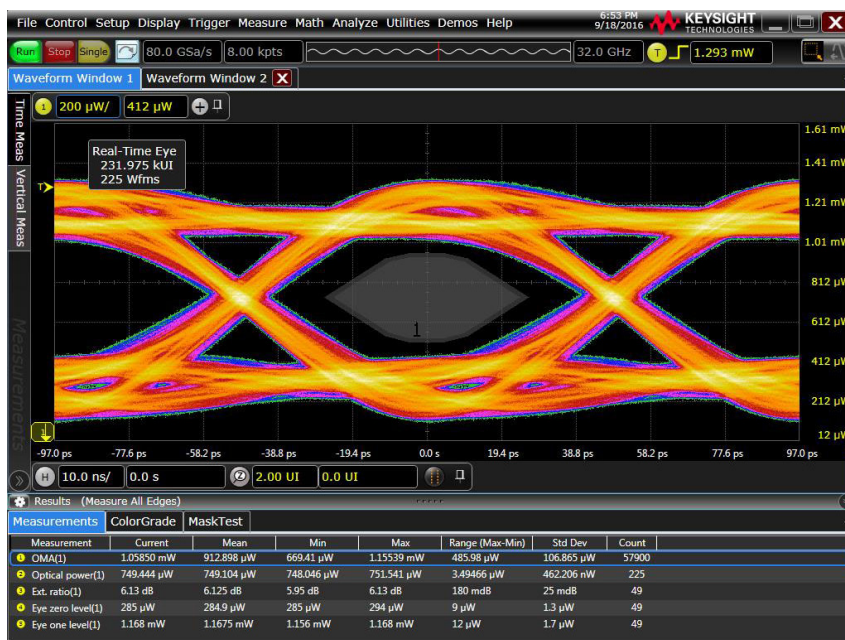 File Control Setup Display Trigger Measure Math Analyze Utilities Demos Help
6:53 PM
9/18/2016
KEYSIGHT
TECHNOLOGIES
Run Stop Single 80.0 GSa/s 8.00 kpts 32.0 GHz T 1.293 mW
Waveform Window 1 Waveform Window 2 X
1 200 µW/ 412 µW
Time Meas
Vertical Meas
Measurements
Real-Time Eye
231.975 kUI
225 Wfms
T
1.61 mW
1.41 mW
1.21 mW
1.01 mW
812 µW
612 µW
412 µW
212 µW
12 µW
1
1
-97.0 ps -77.6 ps -58.2 ps -38.8 ps -19.4 ps 0.0 s 19.4 ps 38.8 ps 58.2 ps 77.6 ps 97.0 ps
H 10.0 ns/ 0.0 s 2.00 UI 0.0 UI
Results (Measure All Edges)
Measurements ColorGrade MaskTest
Measurement Current Mean Min Max Range (Max-Min) Std Dev Count
OMA(1) 1.05850 mW 912.898 µW 669.41 µW 1.15539 mW 485.98 µW 106.865 µW 57900
Optical power(1) 749.444 µW 749.104 µW 748.046 µW 751.541 µW 3.49466 µW 462.206 nW 225
Ext. ratio(1) 6.13 dB 6.125 dB 5.95 dB 6.13 dB 180 mdB 25 mdB 49
Eye zero level(1) 285 µW 284.9 µW 285 µW 294 µW 9 µW 1.3 µW 49
Eye one level(1) 1.168 mW 1.1675 mW 1.156 mW 1.168 mW 12 µW 1.7 µW 49